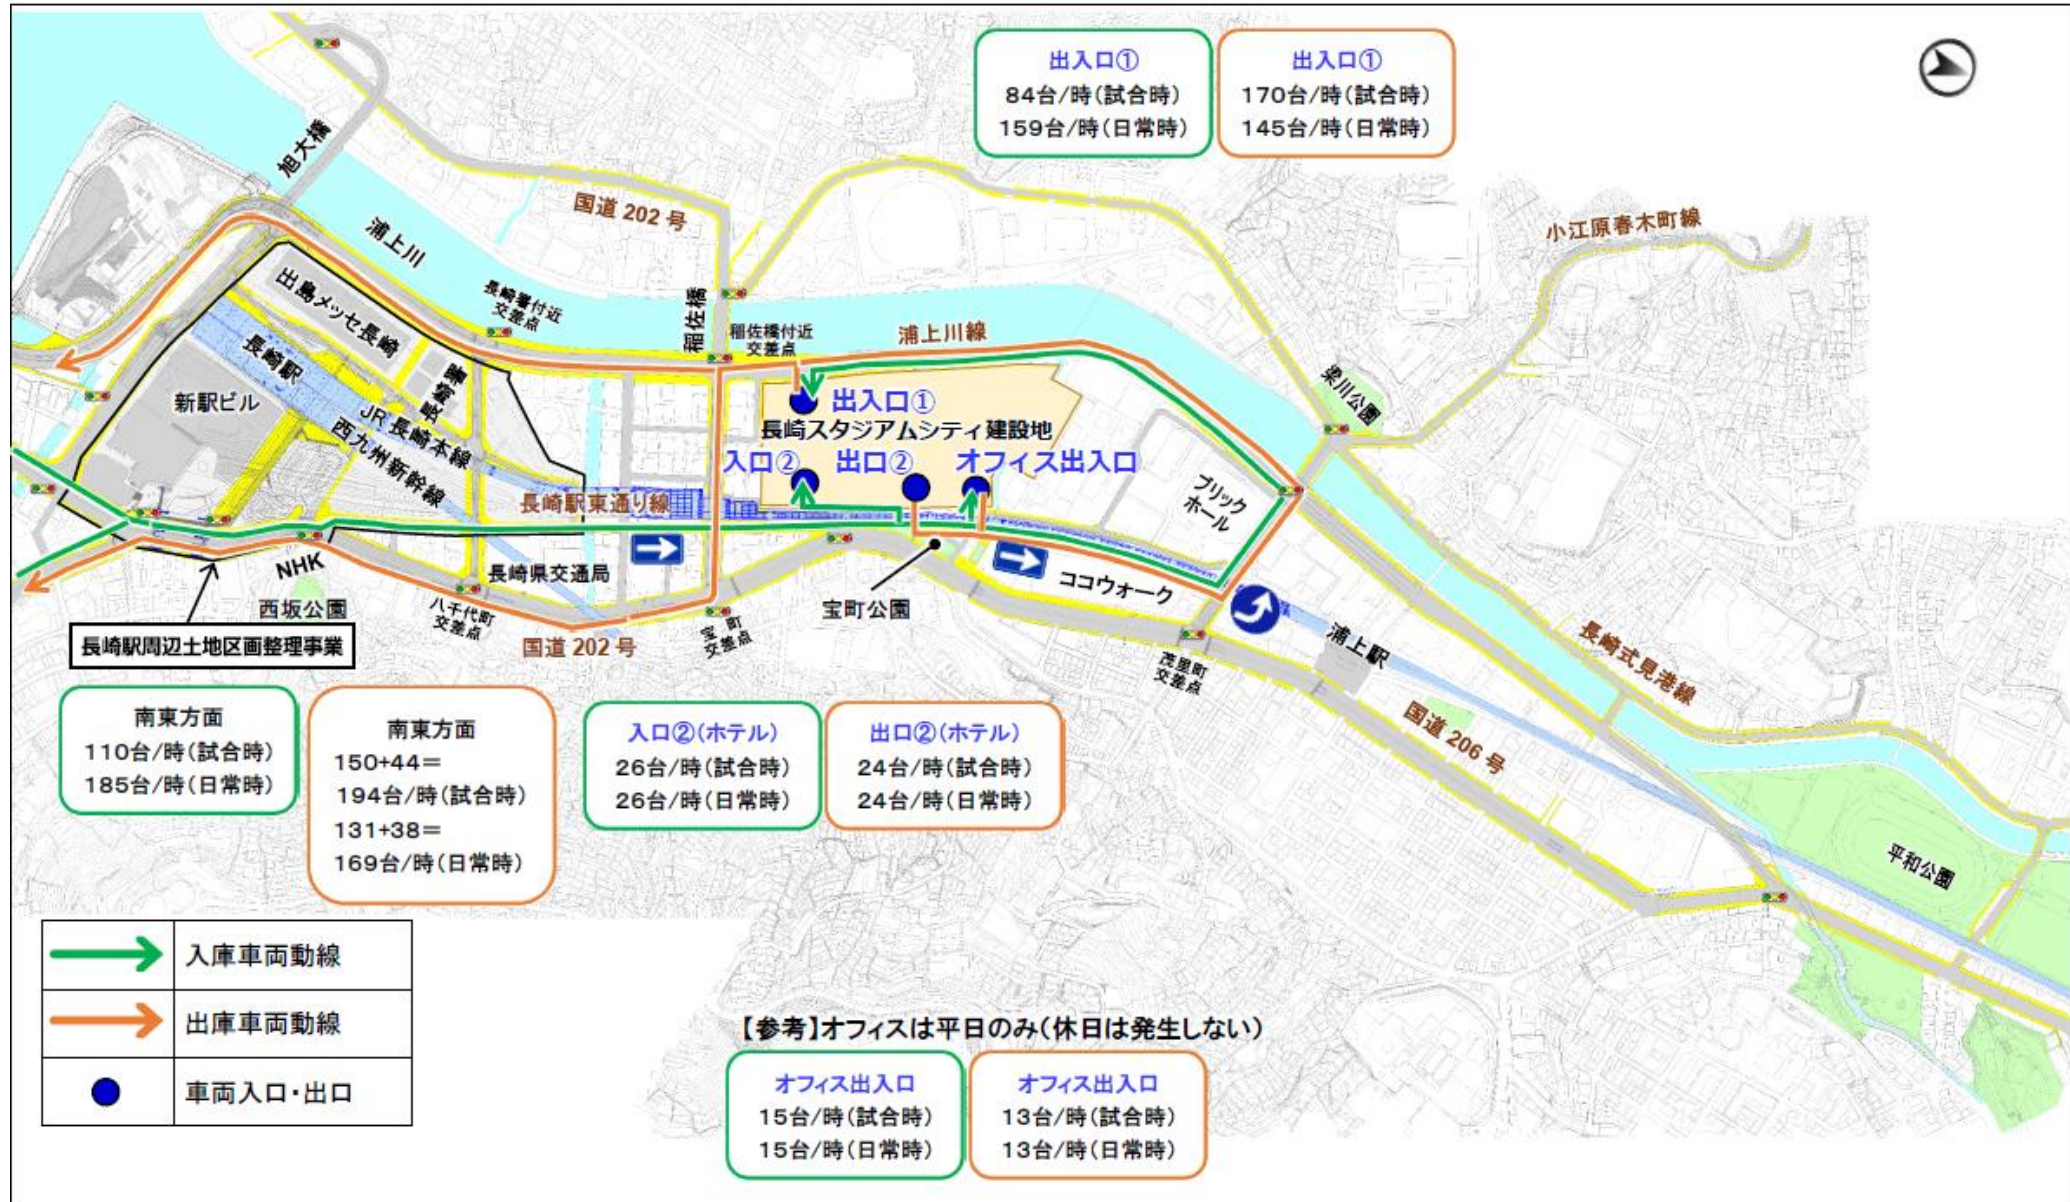 出入口①
84台/時(試合時)
159台/時(日常時)
出入口①
170台/時(試合時)
145台/時(日常時)
旭大橋
国道202号
浦上川
小江原春木町線
出島メッセ長崎
長崎署付近
交差点
稲佐橋
稲佐橋付近
交差点
浦上川線
長崎駅
新駅ビル
JR長崎本線
西九州新幹線
梁川公園
出入口①
長崎スタジアムシティ建設地
入口②
出口②
オフィス出入口
長崎駅東通り線
ブリック
ホール
NHK
長崎県交通局
西坂公園
八千代町
交差点
国道202号
宝町
交差点
宝町公園
ココウォーク
茂里町
交差点
浦上駅
長崎式見港線
国道206号
平和公園
長崎駅周辺土地区画整理事業
南東方面
110台/時(試合時)
185台/時(日常時)
南東方面
150+44=
194台/時(試合時)
131+38=
169台/時(日常時)
入口②(ホテル)
26台/時(試合時)
26台/時(日常時)
出口②(ホテル)
24台/時(試合時)
24台/時(日常時)
入庫車両動線
出庫車両動線
車両入口・出口
【参考】オフィスは平日のみ(休日は発生しない)
オフィス出入口
15台/時(試合時)
15台/時(日常時)
オフィス出入口
13台/時(試合時)
13台/時(日常時)